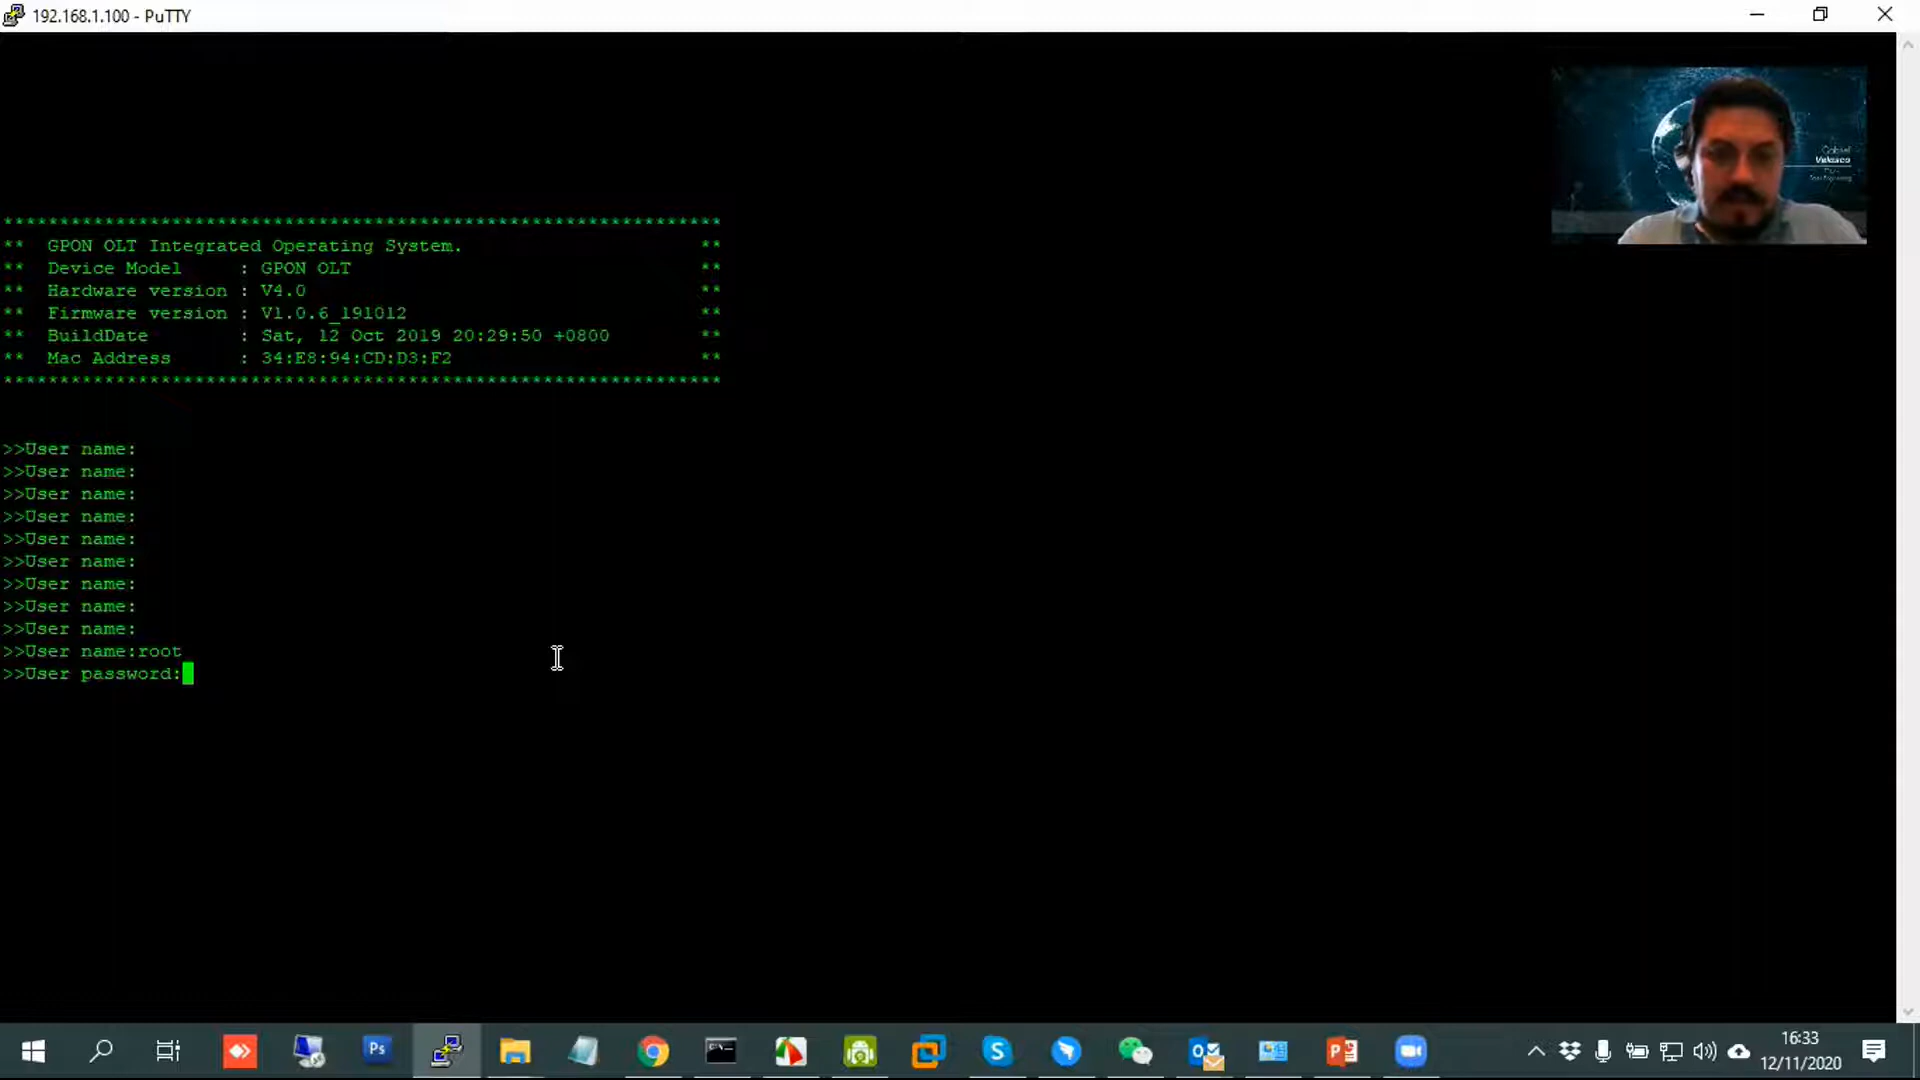 192.168.1.100 - PuTTY
Gabriel
Velasco
*****************************************************************
** GPON OLT Integrated Operating System. **
** Device Model : GPON OLT **
** Hardware version : V4.0 **
** Firmware version : V1.0.6_191012 **
** BuildDate : Sat, 12 Oct 2019 20:29:50 +0800 **
** Mac Address : 34:E8:94:CD:D3:F2 **
*****************************************************************
>>User name:
>>User name:
>>User name:
>>User name:
>>User name:
>>User name:
>>User name:
>>User name:
>>User name:
>>User name:root
>>User password:
Ps
16:33
12/11/2020